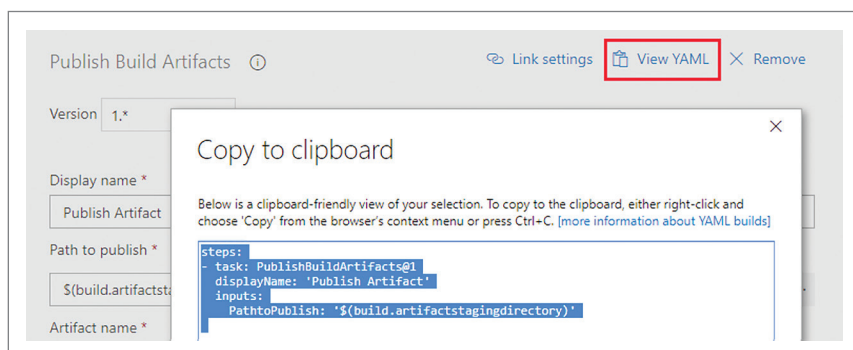 Publish Build Artifacts
Link settings
View YAML
Remove
Version 1.*
Copy to clipboard
Display name *
Below is a clipboard-friendly view of your selection. To copy to the clipboard, either right-click and
Publish Artifact
choose 'Copy' from the browser's context menu or press Ctrl+C. [more information about YAML builds]
Path to publish *
steps:
- task: PublishBuildArtifacts@1
displayName: 'Publish Artifact'
$(build.artifactsta
inputs:
PathtoPublish: '$(build.artifactstagingdirectory)'
Artifact name *